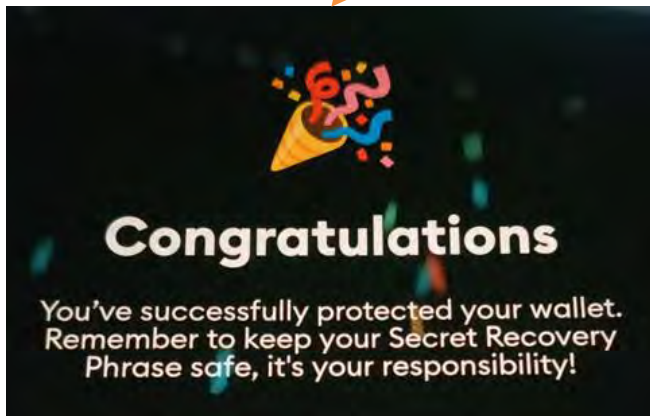 Congratulations
You've successfully protected your wallet.
Remember to keep your Secret Recovery
Phrase safe, it's your responsibility!